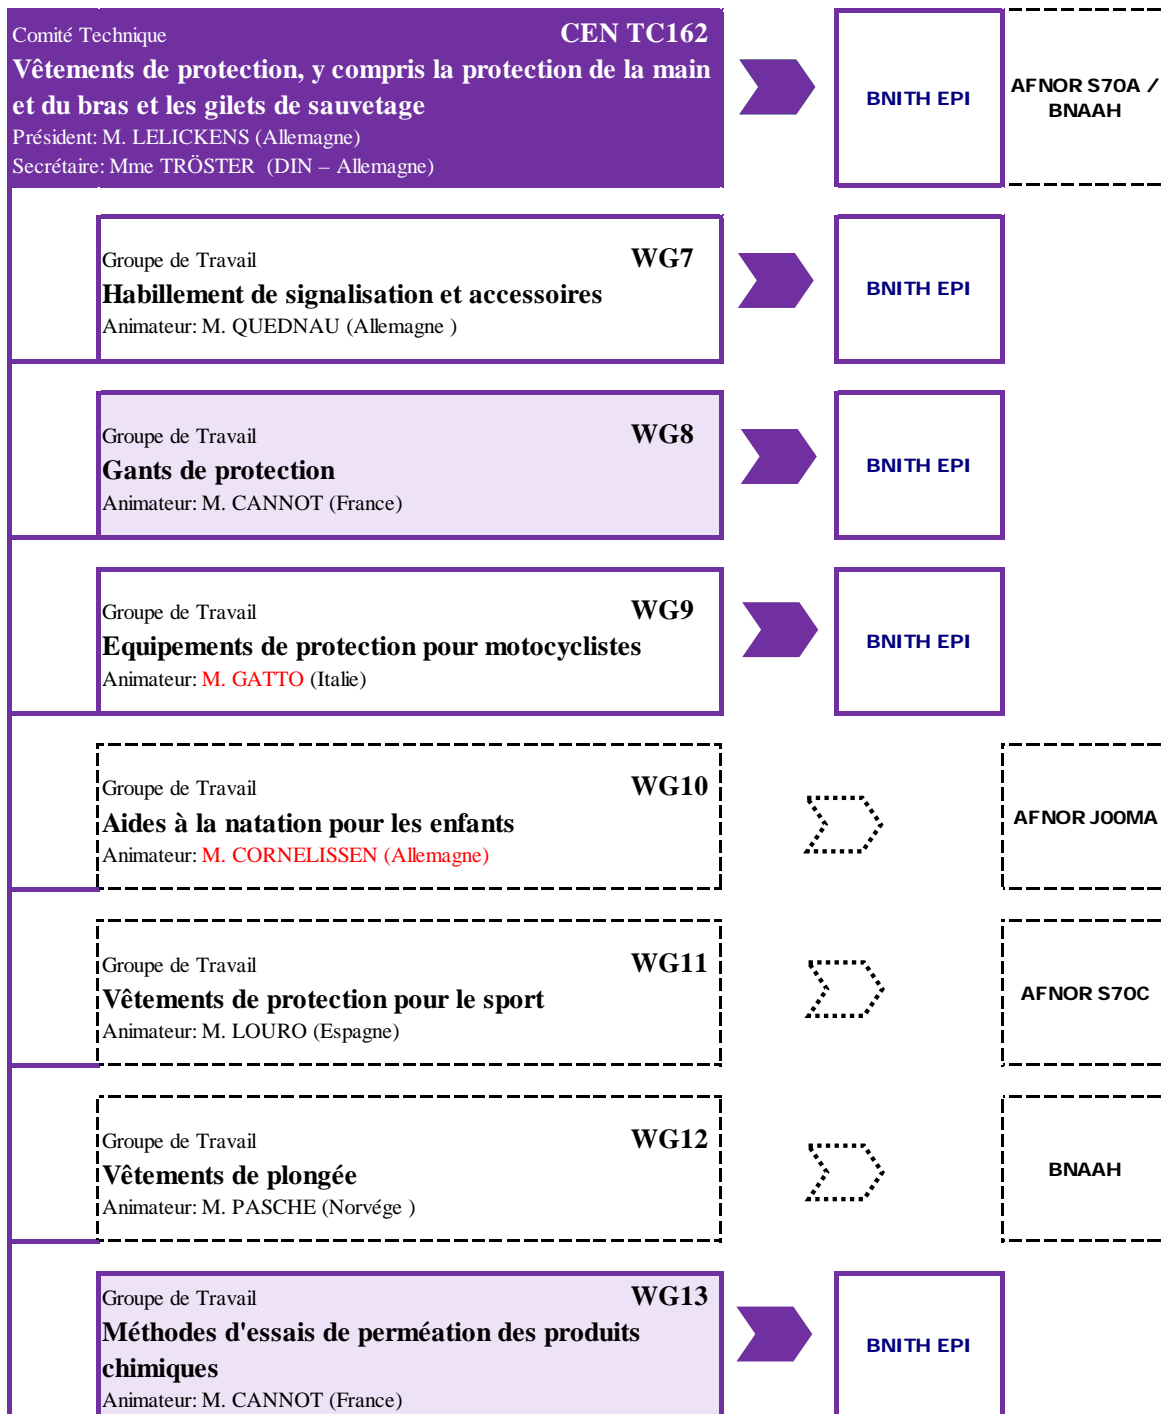 Comité Technique CEN TC162
Vêtements de protection, y compris la protection de la main
et du bras et les gilets de sauvetage
Président: M. LELICKENS (Allemagne)
Secrétaire: Mme TRÖSTER (DIN – Allemagne)
BNITH EPI
AFNOR S70A /
BNAAH
Groupe de Travail WG7
Habillement de signalisation et accessoires
Animateur: M. QUEDNAU (Allemagne )
BNITH EPI
Groupe de Travail WG8
Gants de protection
Animateur: M. CANNOT (France)
BNITH EPI
Groupe de Travail WG9
Equipements de protection pour motocyclistes
Animateur: M. GATTO (Italie)
BNITH EPI
Groupe de Travail WG10
Aides à la natation pour les enfants
Animateur: M. CORNELISSEN (Allemagne)
AFNOR J00MA
Groupe de Travail WG11
Vêtements de protection pour le sport
Animateur: M. LOURO (Espagne)
AFNOR S70C
Groupe de Travail WG12
Vêtements de plongée
Animateur: M. PASCHE (Norvége )
BNAAH
Groupe de Travail WG13
Méthodes d'essais de perméation des produits
chimiques
Animateur: M. CANNOT (France)
BNITH EPI